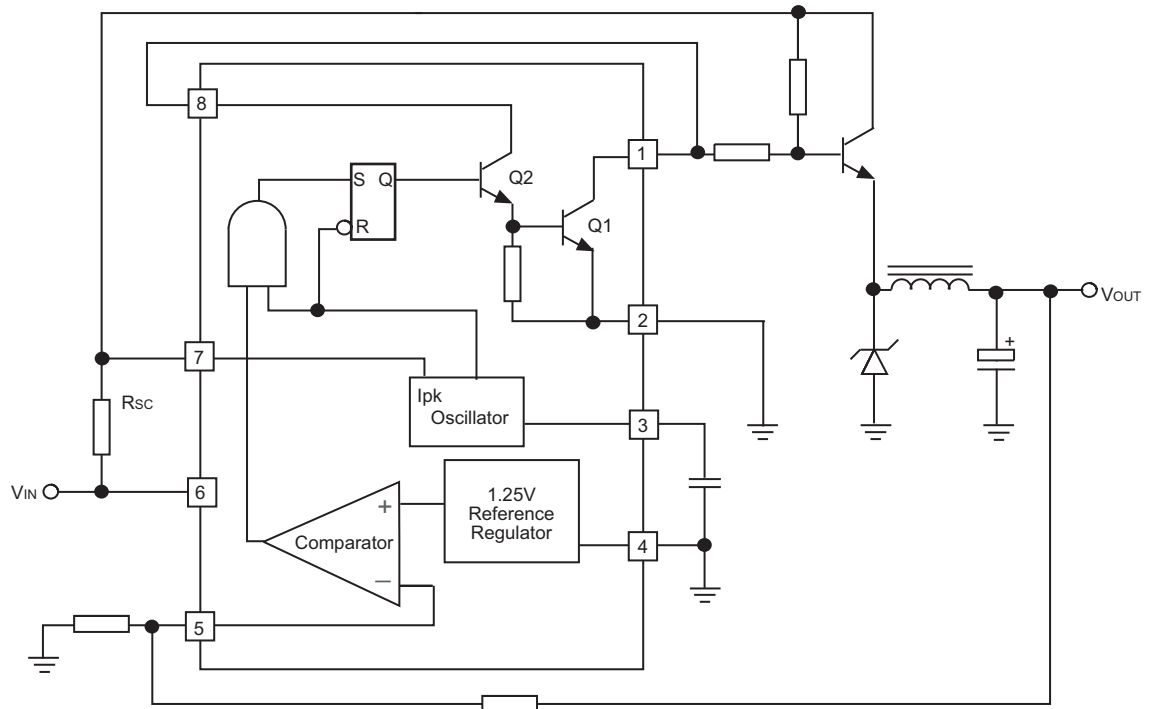 8
1
S Q
Q2
R
Q1
2
VOUT
+
7
RSC
Ipk
Oscillator
3
VIN
6
1.25V
Reference
Regulator
+
Comparator
−
4
5